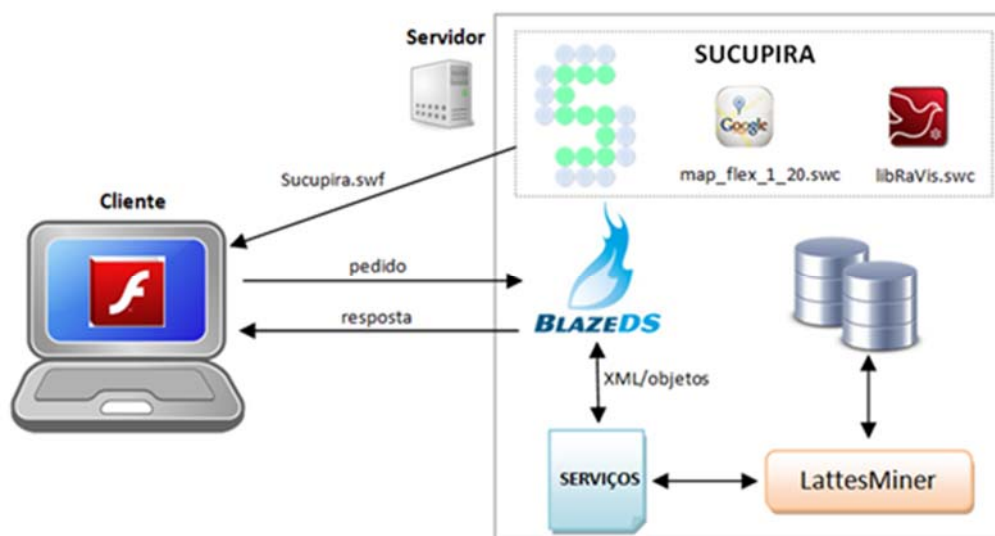 Servidor
SUCUPIRA
Google
map_flex_1_20.swc
libRaVis.swc
Sucupira.swf
Cliente
pedido
resposta
BLAZEDS
XML/objetos
SERVIÇOS
LattesMiner